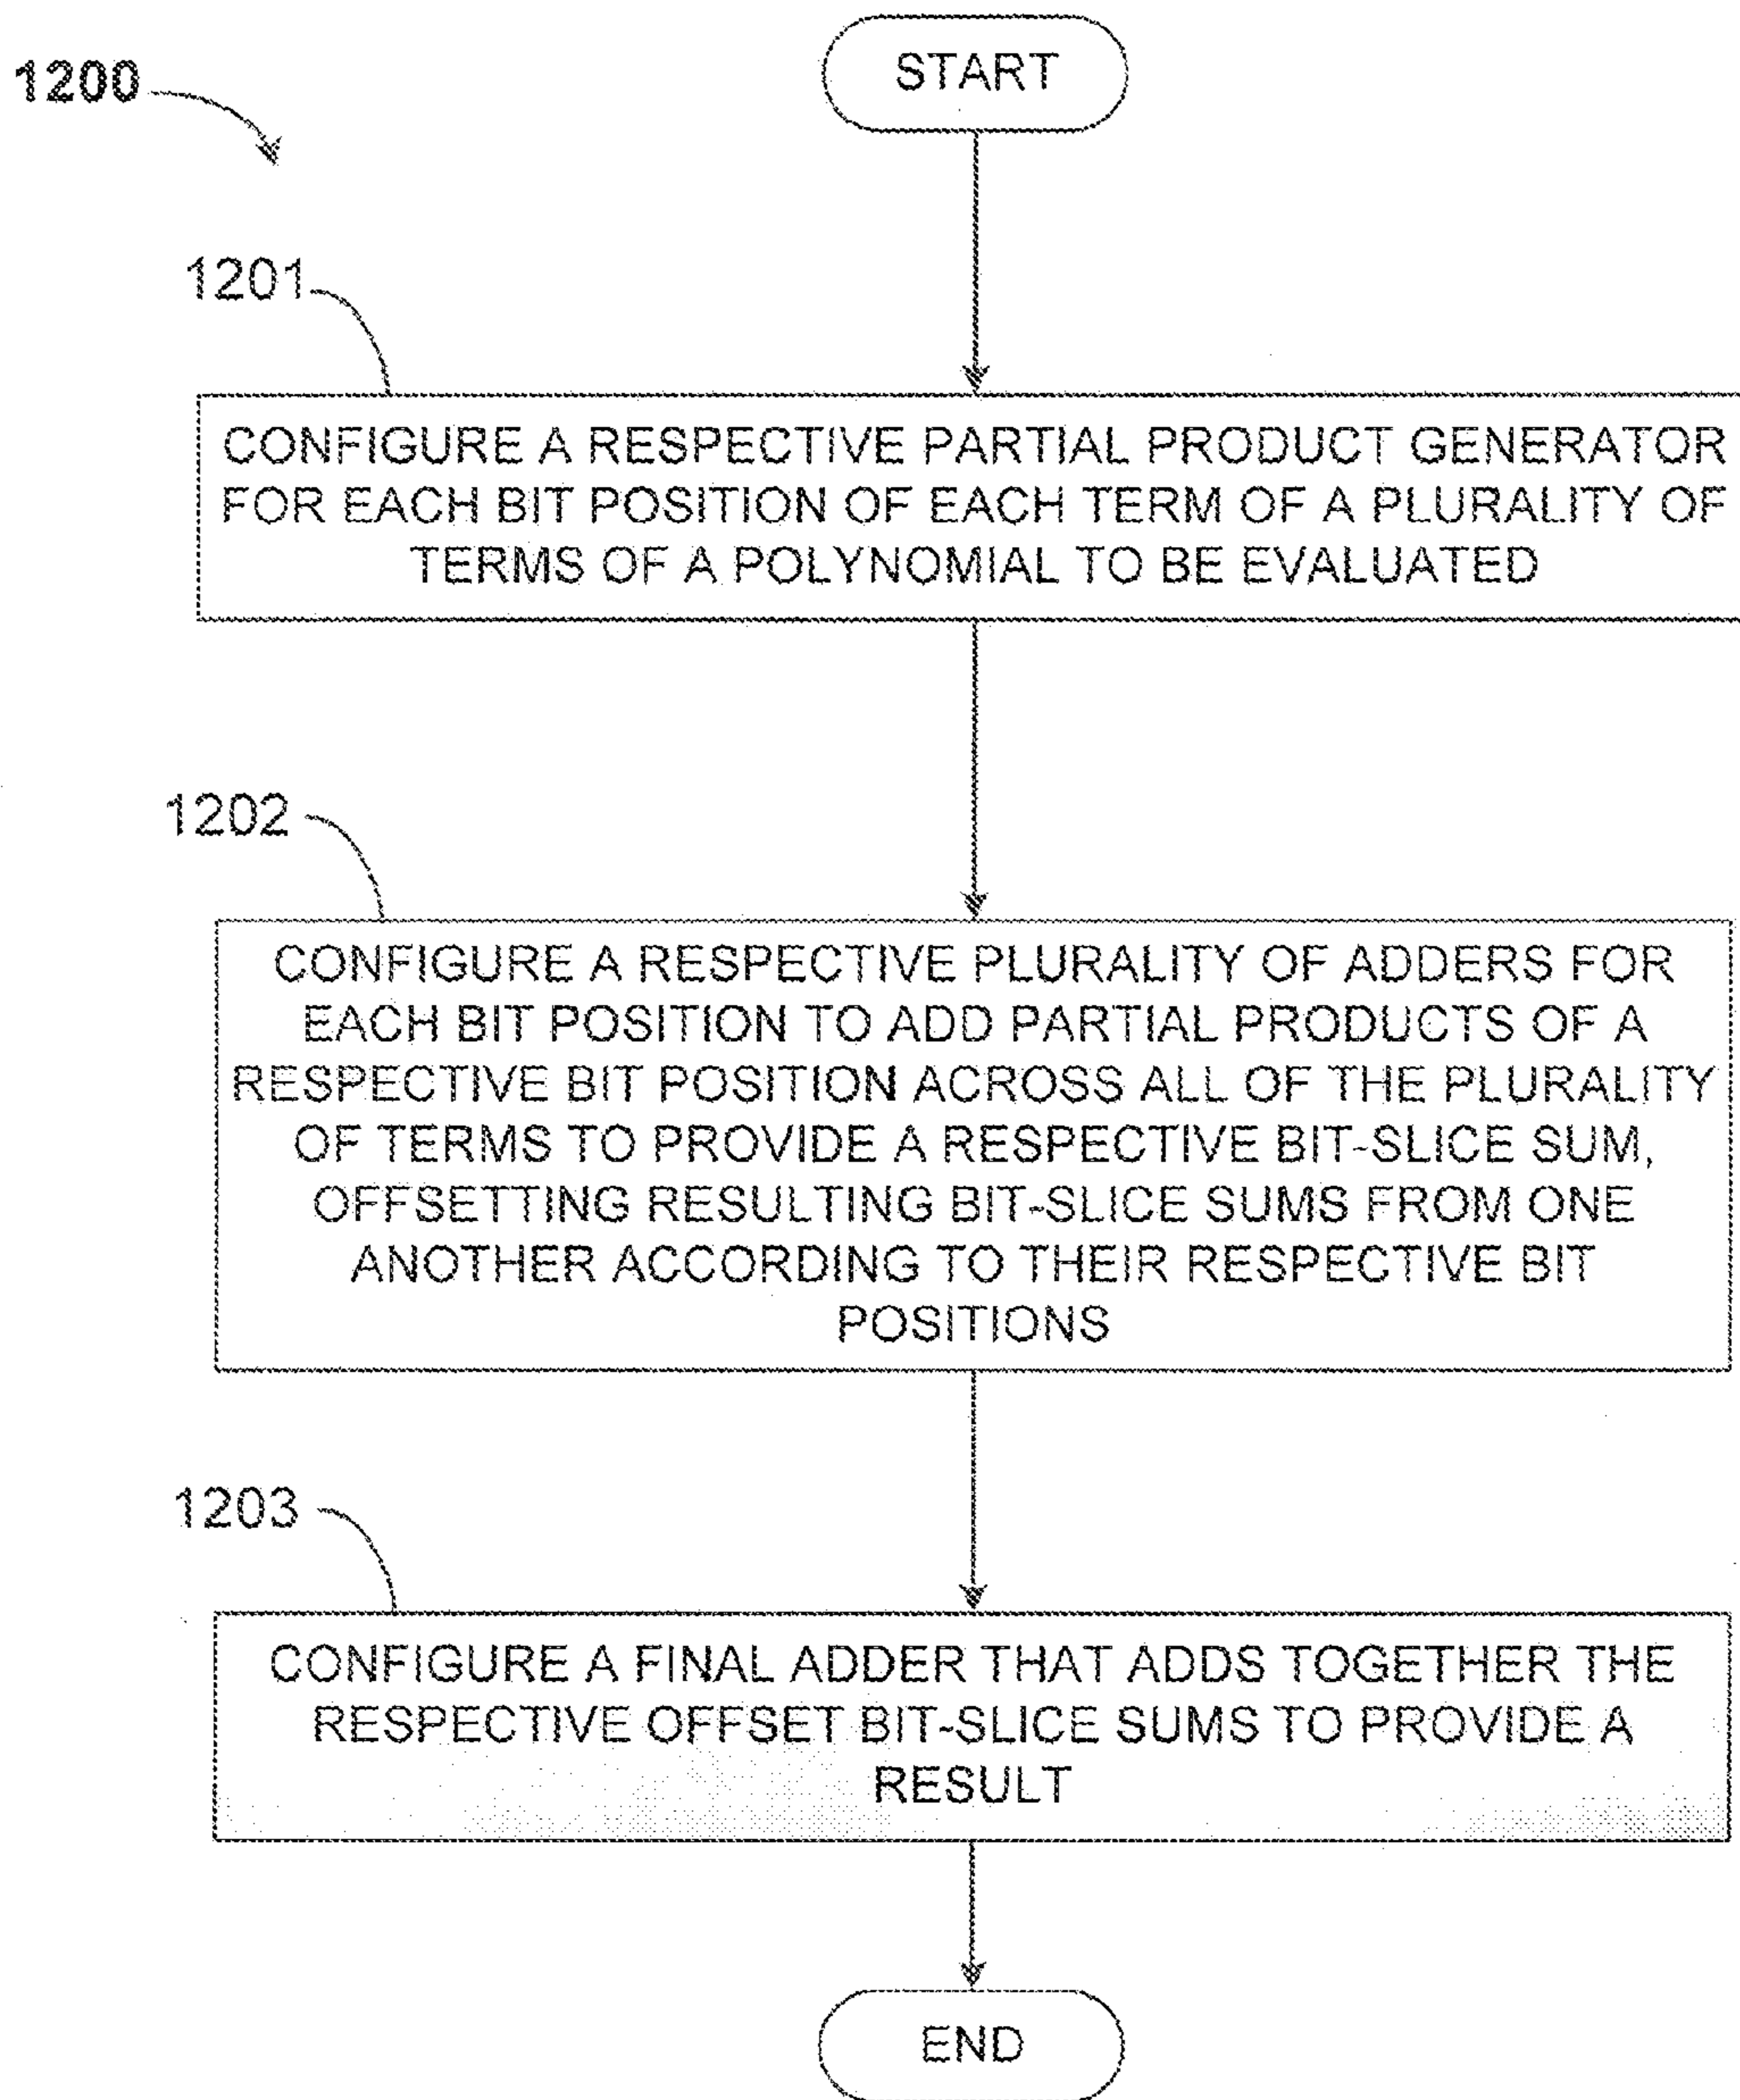 START
1200
1201
CONFIGURE A RESPECTIVE PARTIAL PRODUCT GENERATOR
FOR EACH BIT POSITION OF EACH TERM OF A PLURALITY OF
TERMS OF A POLYNOMIAL TO BE EVALUATED
1202
CONFIGURE A RESPECTIVE PLURALITY OF ADDERS FOR
EACH BIT POSITION TO ADD PARTIAL PRODUCTS OF A
RESPECTIVE BIT POSITION ACROSS ALL OF THE PLURALITY
OF TERMS TO PROVIDE A RESPECTIVE BIT-SLICE SUM,
OFFSETTING RESULTING BIT-SLICE SUMS FROM ONE
ANOTHER ACCORDING TO THEIR RESPECTIVE BIT
POSITIONS
1203
CONFIGURE A FINAL ADDER THAT ADDS TOGETHER THE
RESPECTIVE OFFSET BIT-SLICE SUMS TO PROVIDE A
RESULT
END